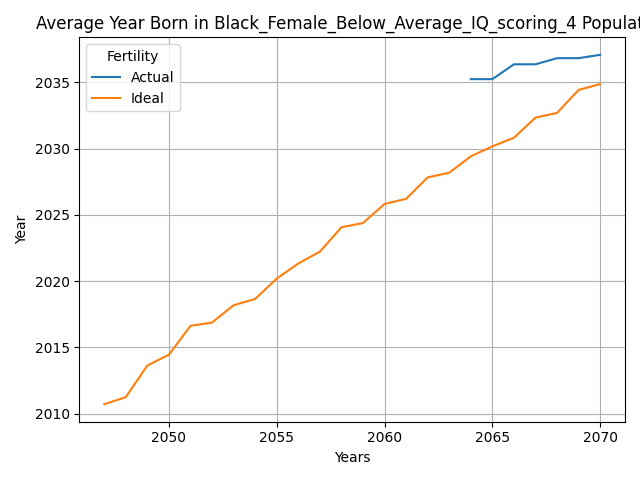 Average Year Born in Black_Female_Below_Average_IQ_scoring_4 Populat
Fertility
Actual
Ideal
2035
2030
2025
2020
2015
2010
Year
2050 2055 2060 2065 2070
Years